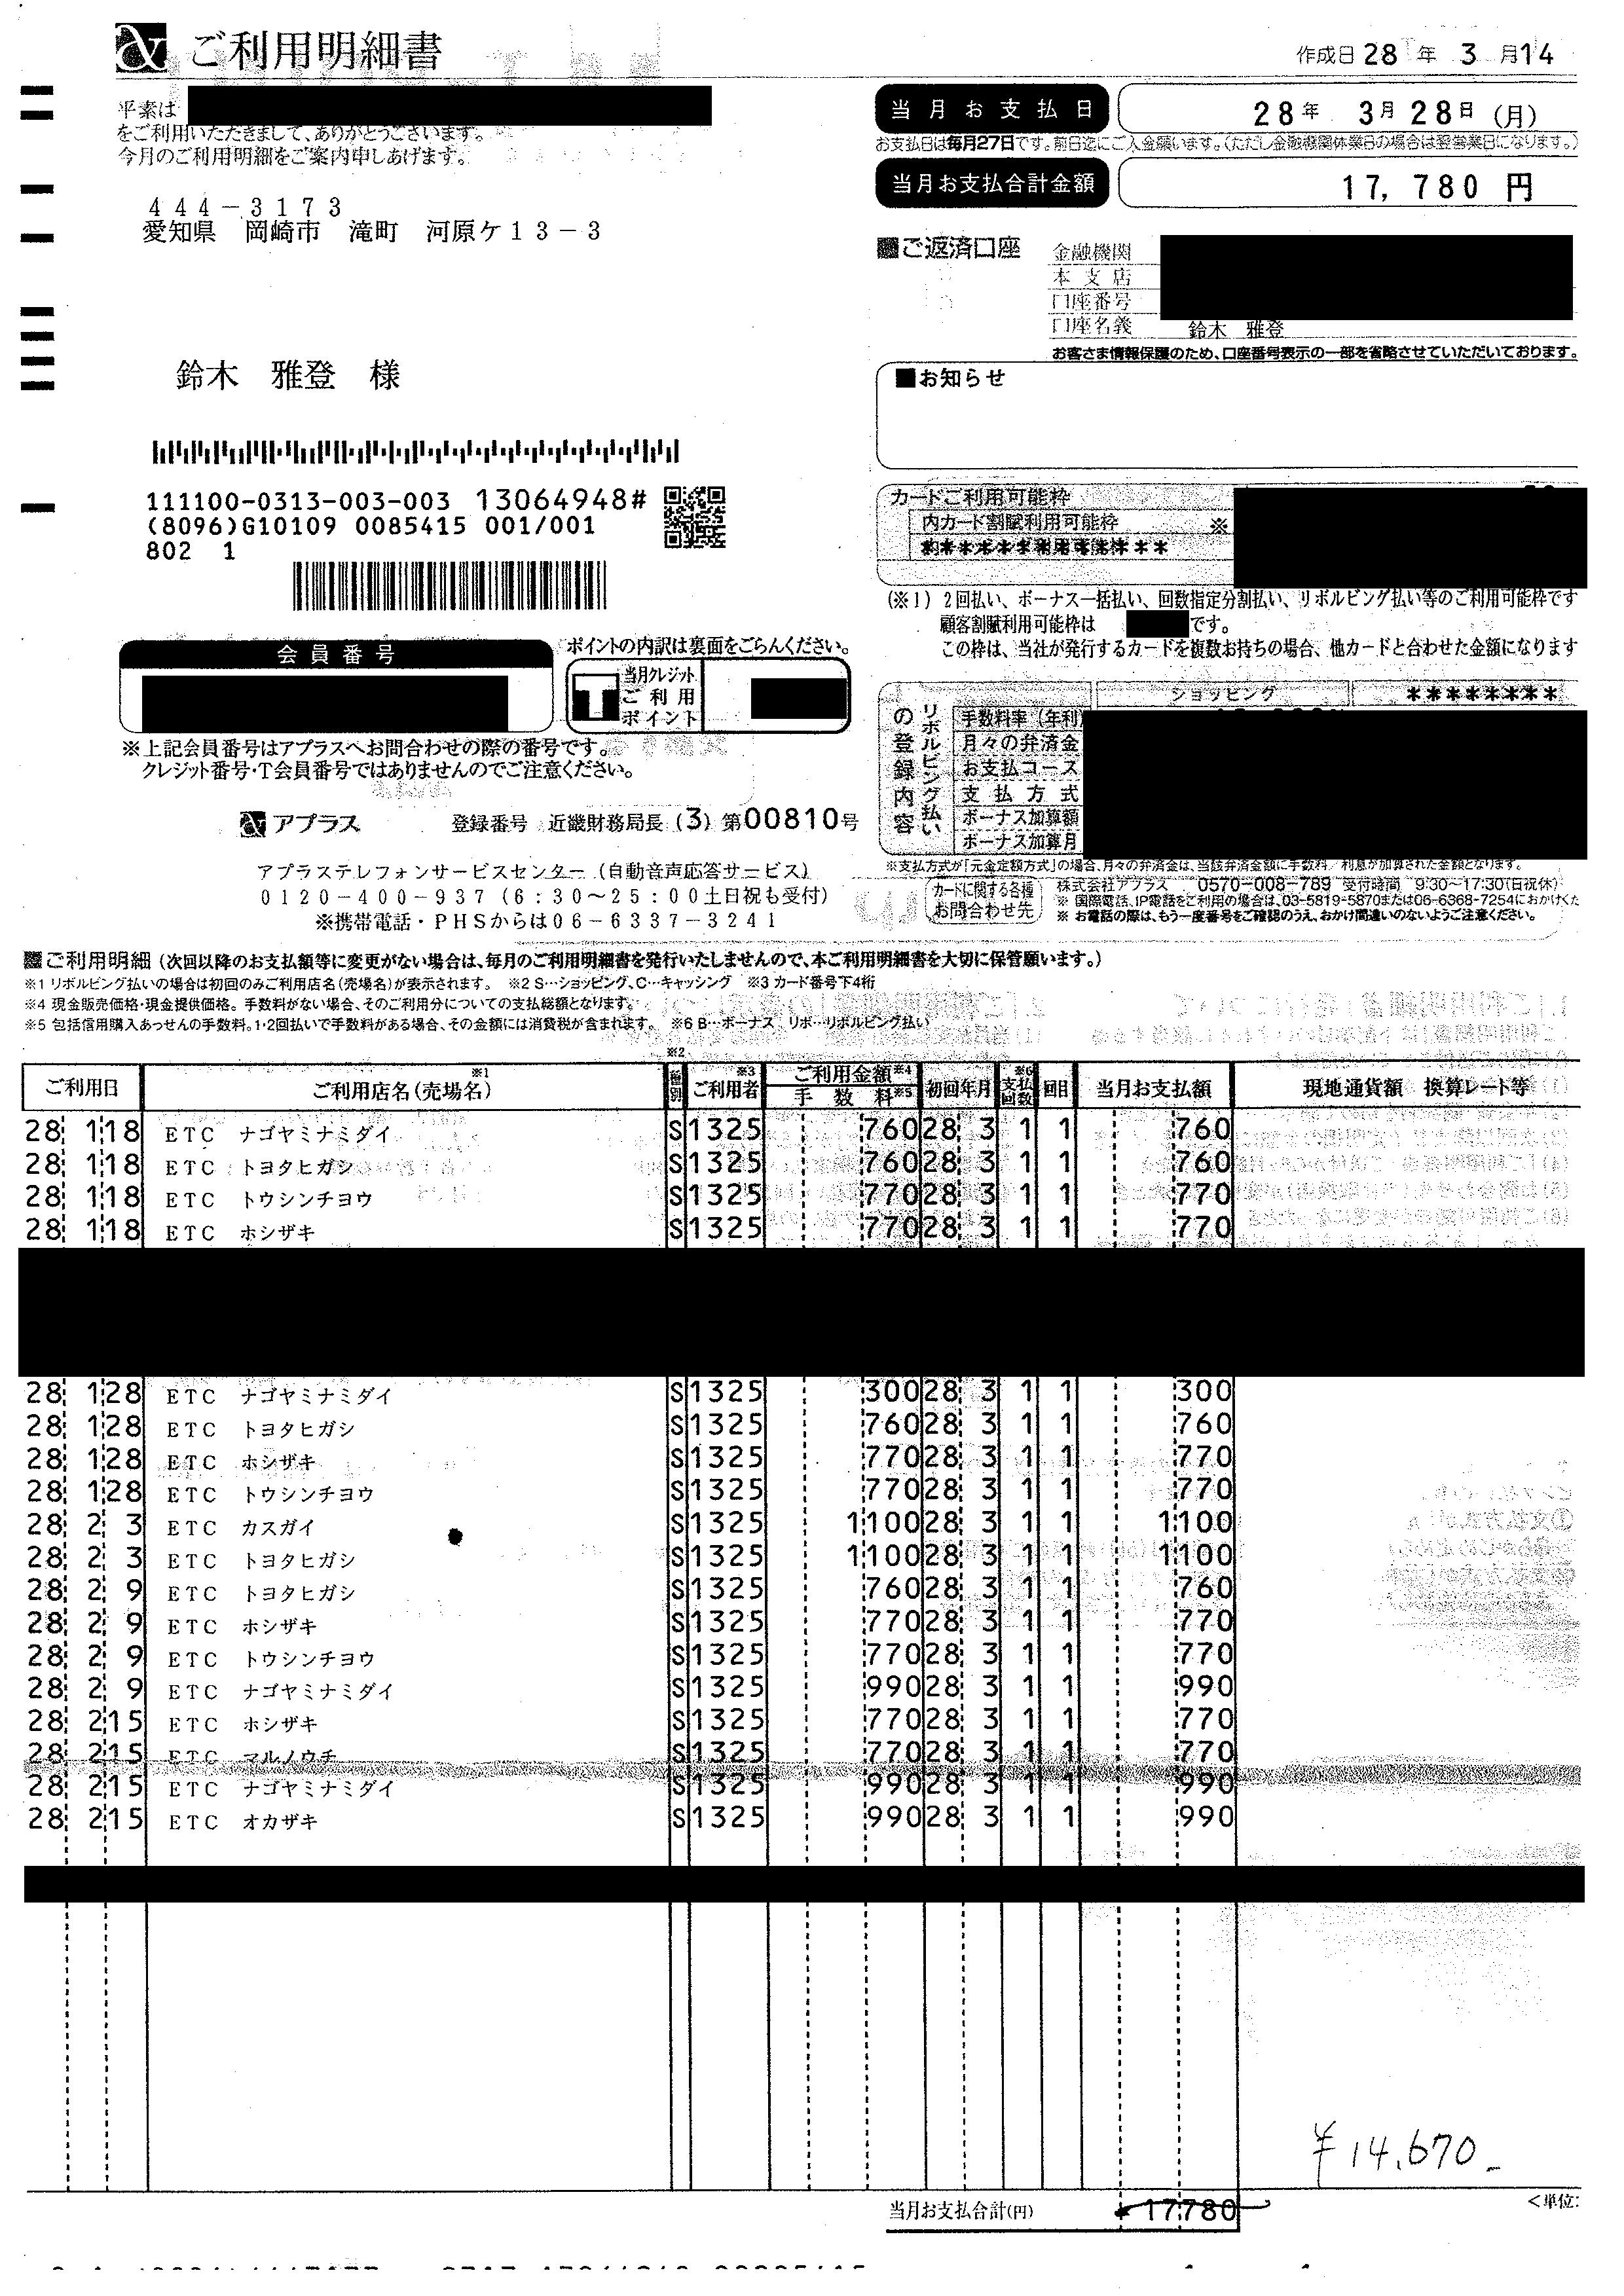 ご利用明細書
作成日 28 年 3 月14
平素は
をご利用いただきまして、ありがとうございます。
今月のご利用明細をご案内申しあげます。
当月お支払日 28年 3月28日 (月)
お支払日は毎月27日です。前日迄にご入金願います。(ただし金融機関休業日の場合は翌営業日になります。)
当月お支払合計金額 17,780 円
444-3173
愛知県 岡崎市 滝町 河原ケ13-3
■ご返済口座
金融機関
本支店
口座番号
口座名義 鈴木 雅登
お客さま情報保護のため、口座番号表示の一部を省略させていただいております。
鈴木 雅登 様
■お知らせ
111100-0313-003-003 13064948#
(8096)G10109 0085415 001/001
802 1
カードご利用可能枠
内カード割賦利用可能枠 ※
(※1) 2回払い、ボーナス一括払い、回数指定分割払い、リボルビング払い等のご利用可能枠です
顧客割賦利用可能枠は です。
この枠は、当社が発行するカードを複数お持ちの場合、他カードと合わせた金額になります
会員番号
ポイントの内訳は裏面をごらんください。
当月クレジット
ご利用
ポイント
※上記会員番号はアプラスへお問合わせの際の番号です。
クレジット番号・T会員番号ではありませんのでご注意ください。
リボルビング払いの登録内容
ショッピング ********
手数料率(年利)
月々の弁済金
お支払コース
支払方式
ボーナス加算額
ボーナス加算月
※支払方式が「元金定額方式」の場合、月々の弁済金は、当該弁済金額に手数料/利息が加算された金額となります。
アプラス 登録番号 近畿財務局長 (3) 第00810号
アプラステレフォンサービスセンター (自動音声応答サービス)
0120-400-937 (6:30~25:00土日祝も受付)
※携帯電話・PHSからは06-6337-3241
カードに関する各種お問合わせ先
株式会社アプラス 0570-008-789 受付時間 9:30~17:30(日祝休)
※ 国際電話、IP電話をご利用の場合は、03-5819-5870または06-6368-7254におかけくた
※ お電話の際は、もう一度番号をご確認のうえ、おかけ間違いのないようご注意ください。
ご利用明細 (次回以降のお支払額等に変更がない場合は、毎月のご利用明細書を発行いたしませんので、本ご利用明細書を大切に保管願います。)
※1 リボルビング払いの場合は初回のみご利用店名(売場名)が表示されます。 ※2 S…ショッピング、C…キャッシング ※3 カード番号下4桁
※4 現金販売価格・現金提供価格。手数料がない場合、そのご利用分についての支払総額となります。
※5 包括信用購入あっせんの手数料。1・2回払いで手数料がある場合、その金額には消費税が含まれます。 ※6 B…ボーナス リボ…リボルビング払い
ご利用日 ご利用店名(売場名)※1 種別※2 ご利用者※3 ご利用金額※4 手数料※5 初回年月 支払回数※6 回目 当月お支払額 現地通貨額 換算レート等
28 1 18 ETC ナゴヤミナミダイ S 1325 760 28 3 1 1 760
28 1 18 ETC トヨタヒガシ S 1325 760 28 3 1 1 760
28 1 18 ETC トウシンチヨウ S 1325 770 28 3 1 1 770
28 1 18 ETC ホシザキ S 1325 770 28 3 1 1 770
28 1 28 ETC ナゴヤミナミダイ S 1325 300 28 3 1 1 300
28 1 28 ETC トヨタヒガシ S 1325 760 28 3 1 1 760
28 1 28 ETC ホシザキ S 1325 770 28 3 1 1 770
28 1 28 ETC トウシンチヨウ S 1325 770 28 3 1 1 770
28 2 3 ETC カスガイ S 1325 1100 28 3 1 1 1100
28 2 3 ETC トヨタヒガシ S 1325 1100 28 3 1 1 1100
28 2 9 ETC トヨタヒガシ S 1325 760 28 3 1 1 760
28 2 9 ETC ホシザキ S 1325 770 28 3 1 1 770
28 2 9 ETC トウシンチヨウ S 1325 770 28 3 1 1 770
28 2 9 ETC ナゴヤミナミダイ S 1325 990 28 3 1 1 990
28 2 15 ETC ホシザキ S 1325 770 28 3 1 1 770
28 2 15 ETC マルノウチ S 1325 770 28 3 1 1 770
28 2 15 ETC ナゴヤミナミダイ S 1325 990 28 3 1 1 990
28 2 15 ETC オカザキ S 1325 990 28 3 1 1 990
¥14,670-
当月お支払合計(円) 17780
<単位: